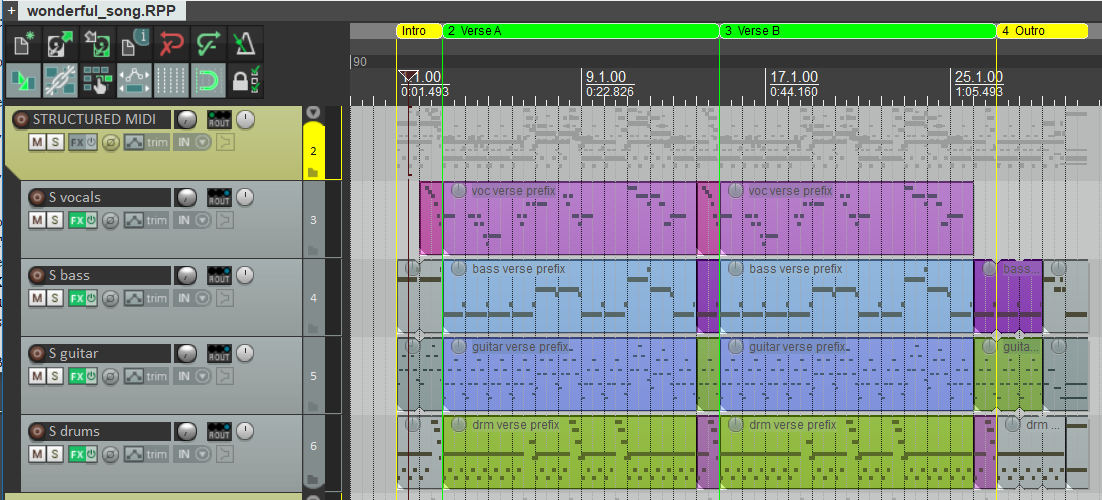 + wonderful_song.RPP
i
Intro 2 Verse A 3 Verse B 4 Outro
90
1.00 9.1.00 17.1.00 25.1.00
0:01.493 0:22.826 0:44.160 1:05.493
STRUCTURED MIDI ROUT
M S FX trim IN
2
S vocals ROUT
M S FX trim IN
3
voc verse prefix voc verse prefix
S bass ROUT
M S FX trim IN
4
bass verse prefix bass verse prefix bass...
S guitar ROUT
M S FX trim IN
5
guitar verse prefix guitar verse prefix guita...
S drums ROUT
M S FX trim IN
6
drm verse prefix drm verse prefix drm ...